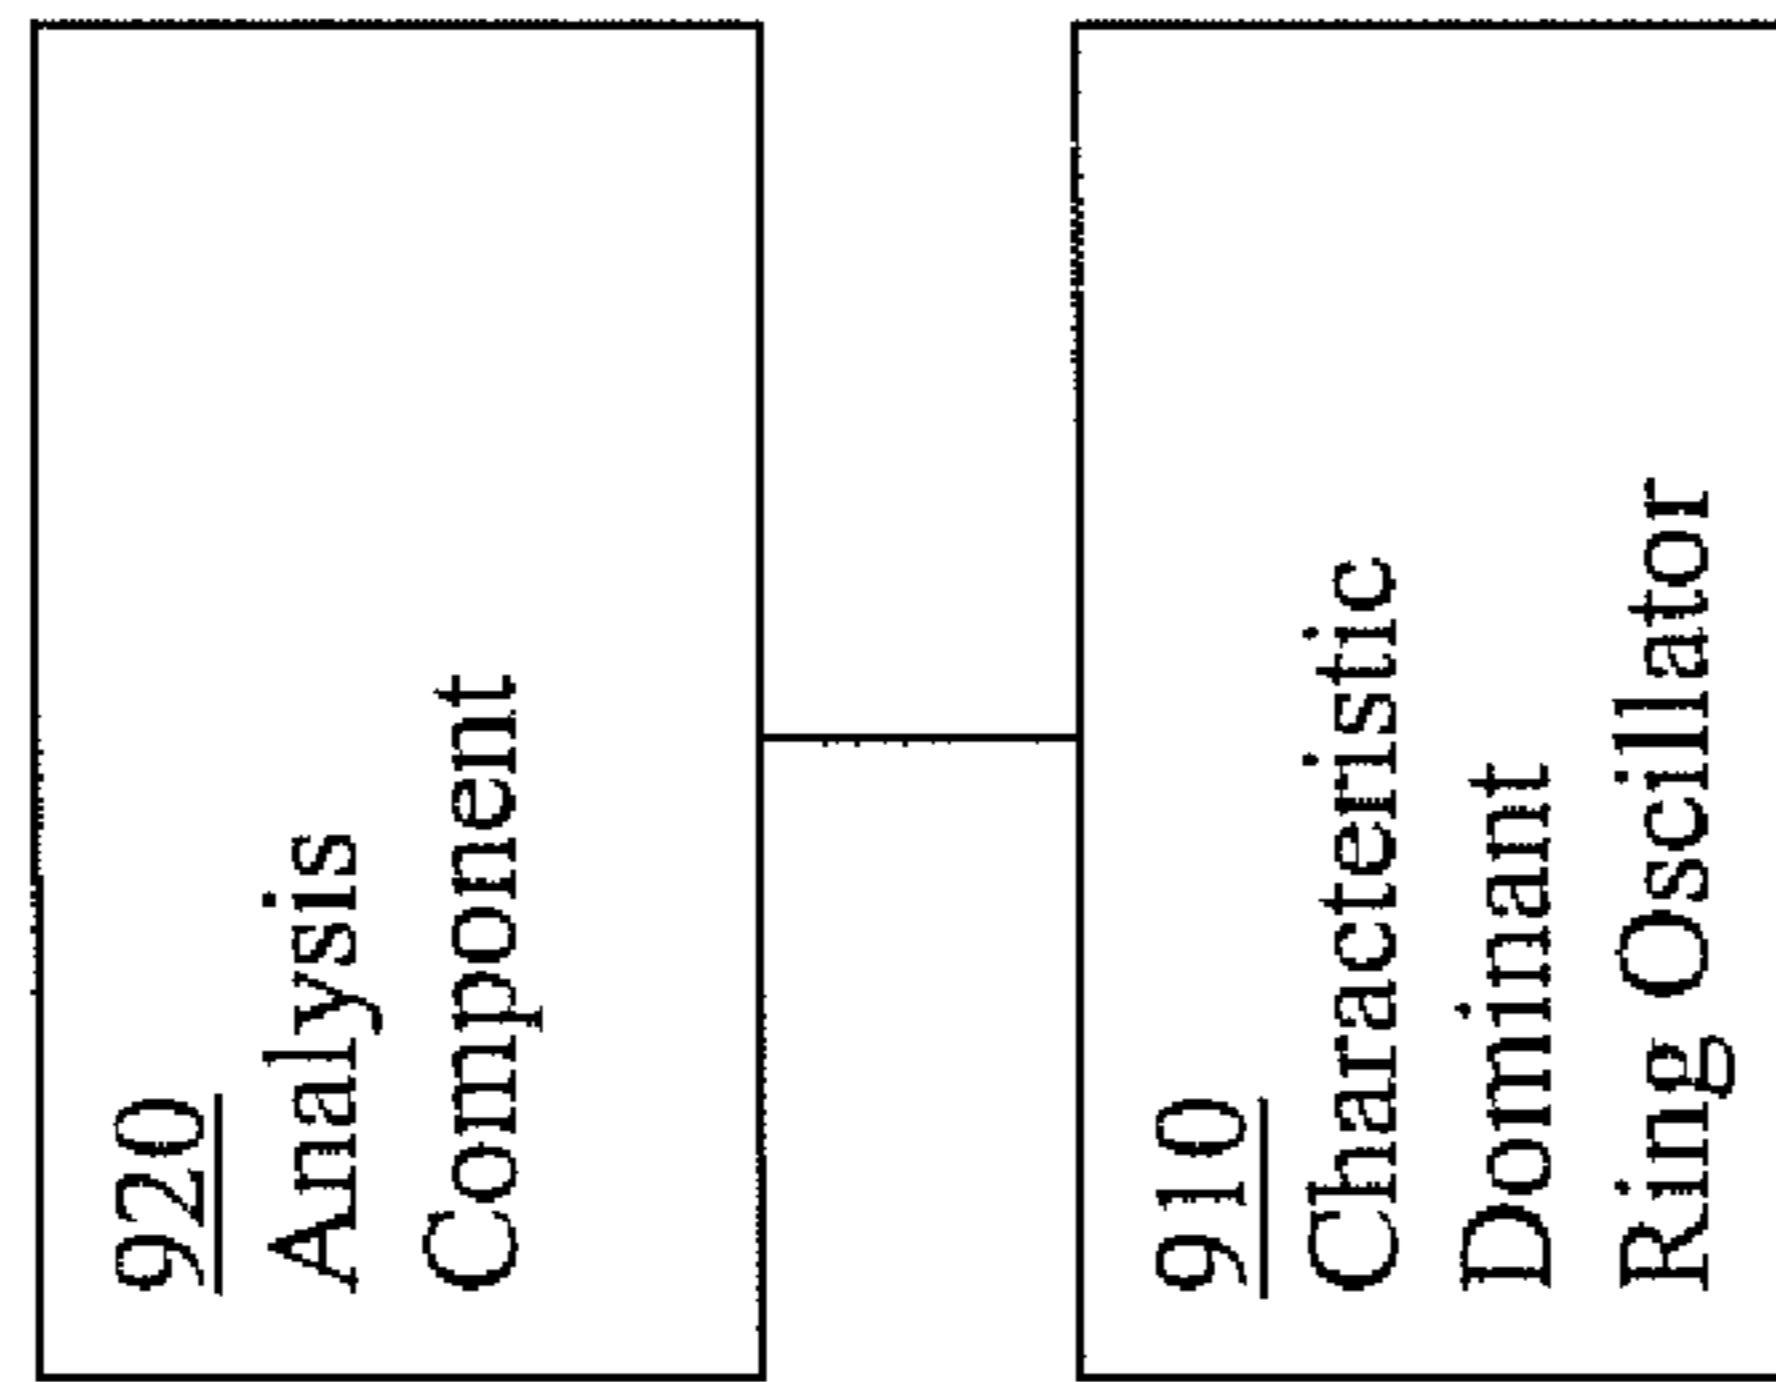 920
Analysis
Component
910
Characteristic
Dominant
Ring Oscillator